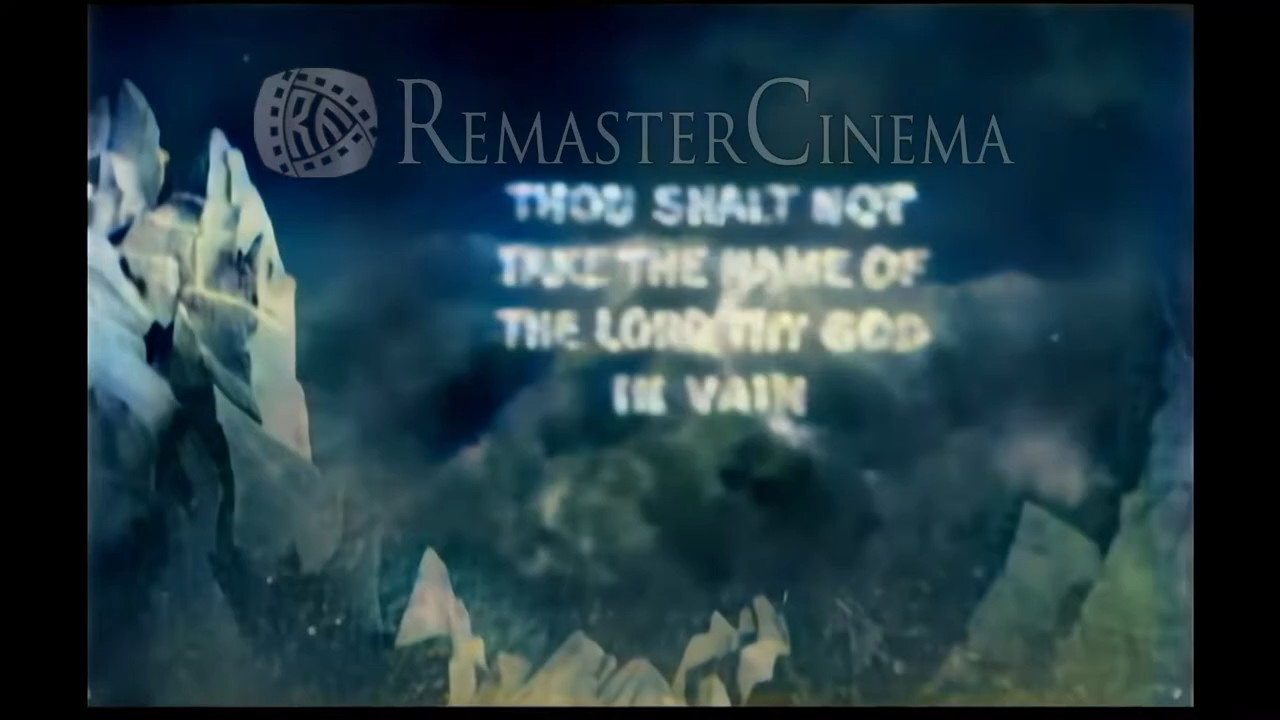 REMASTERCINEMA
THOU SHALT NOT
TAKE THE NAME OF
THE LORD THY GOD
IN VAIN